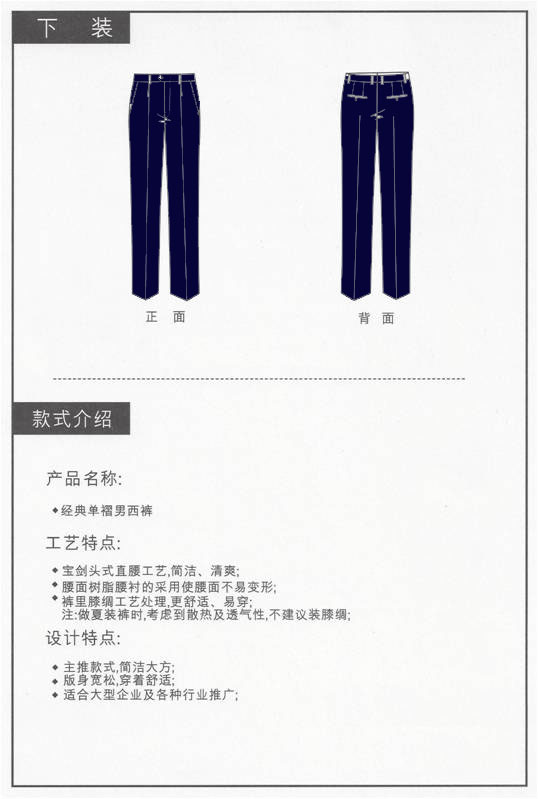 下 装
正 面
背 面
款式介绍
产品名称:
◆经典单褶男西裤
工艺特点:
◆宝剑头式直腰工艺,简洁、清爽;
◆腰面树脂腰衬的采用使腰面不易变形;
◆裤里膝绸工艺处理,更舒适、易穿;
注:做夏装裤时,考虑到散热及透气性,不建议装膝绸;
设计特点:
◆ 主推款式,简洁大方;
◆ 版身宽松,穿着舒适;
◆ 适合大型企业及各种行业推广;